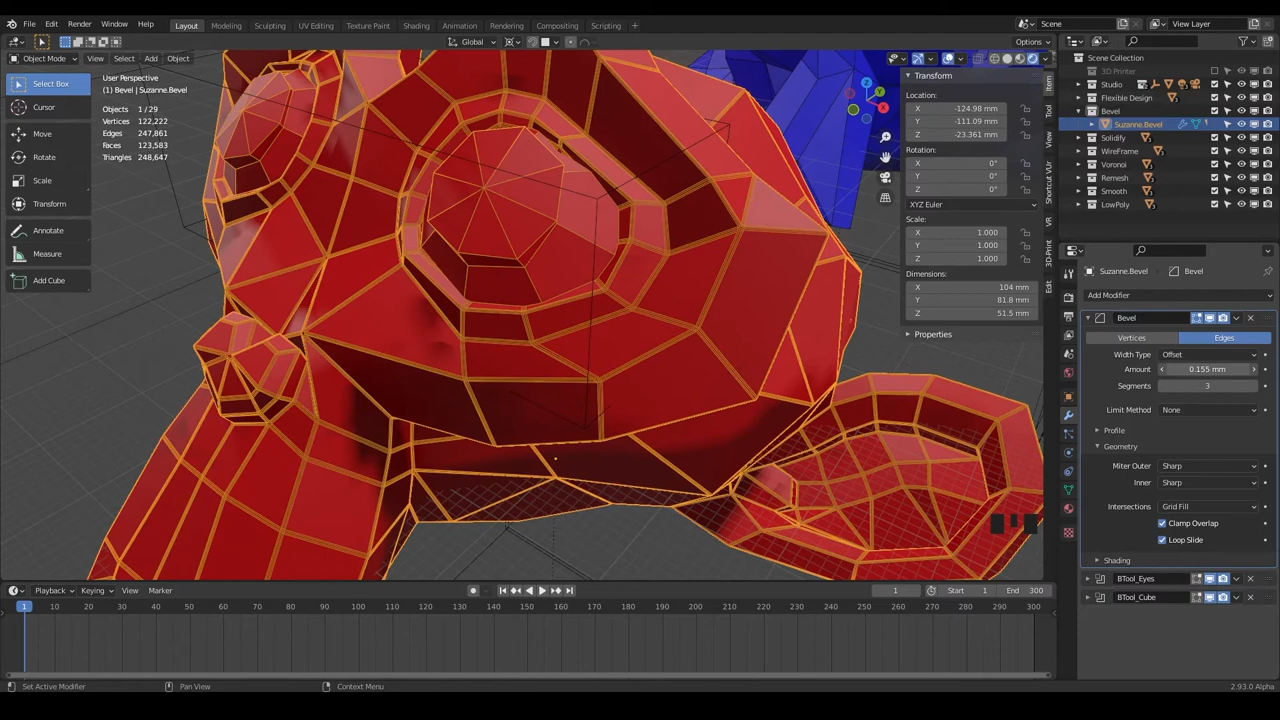 File Edit Render Window Help Layout Modeling Sculpting UV Editing Texture Paint Shading Animation Rendering Compositing Scripting + Scene View Layer
Global Options
Object Mode View Select Add Object
Select Box
Cursor
Move
Rotate
Scale
Transform
Annotate
Measure
Add Cube
User Perspective
(1) Bevel | Suzanne.Bevel
Objects 1/29
Vertices 122,222
Edges 247,861
Faces 123,583
Triangles 248,647
X
Y
Z
Transform
Location:
X -124.98 mm
Y -111.09 mm
Z -23.361 mm
Rotation:
X 0°
Y 0°
Z 0°
XYZ Euler
Scale:
X 1.000
Y 1.000
Z 1.000
Dimensions:
X 104 mm
Y 81.8 mm
Z 51.5 mm
Properties
Item
Tool
View
Shortcut VUr
VR
3D-Print
Edit
Scene Collection
3D Printer
Studio
Flexible Design
Bevel
Suzanne.Bevel
Solidify
WireFrame
Voronoi
Remesh
Smooth
LowPoly
Suzanne.Bevel Bevel
Add Modifier
Bevel
Vertices Edges
Width Type Offset
Amount 0.155 mm
Segments 3
Limit Method None
Profile
Geometry
Miter Outer Sharp
Inner Sharp
Intersections Grid Fill
Clamp Overlap
Loop Slide
Shading
BTool_Eyes
BTool_Cube
Playback Keying View Marker 1 Start 1 End 300
1 10 20 30 40 50 60 70 80 90 100 110 120 130 140 150 160 170 180 190 200 210 220 230 240 250 260 270 280 290 300
Set Active Modifier Pan View Context Menu 2.93.0 Alpha